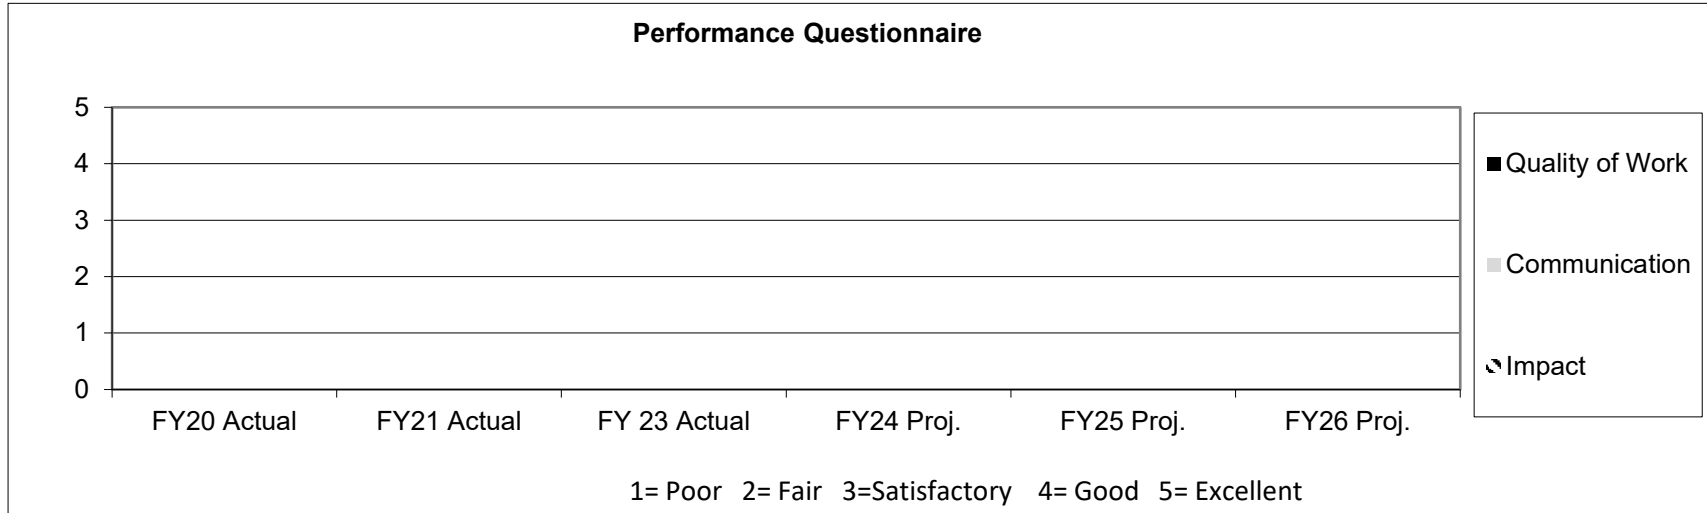 Performance Questionnaire
5
4
3
2
1
0
Quality of Work
Communication
Impact
FY20 Actual FY21 Actual FY 23 Actual FY24 Proj. FY25 Proj. FY26 Proj.
1= Poor 2= Fair 3=Satisfactory 4= Good 5= Excellent